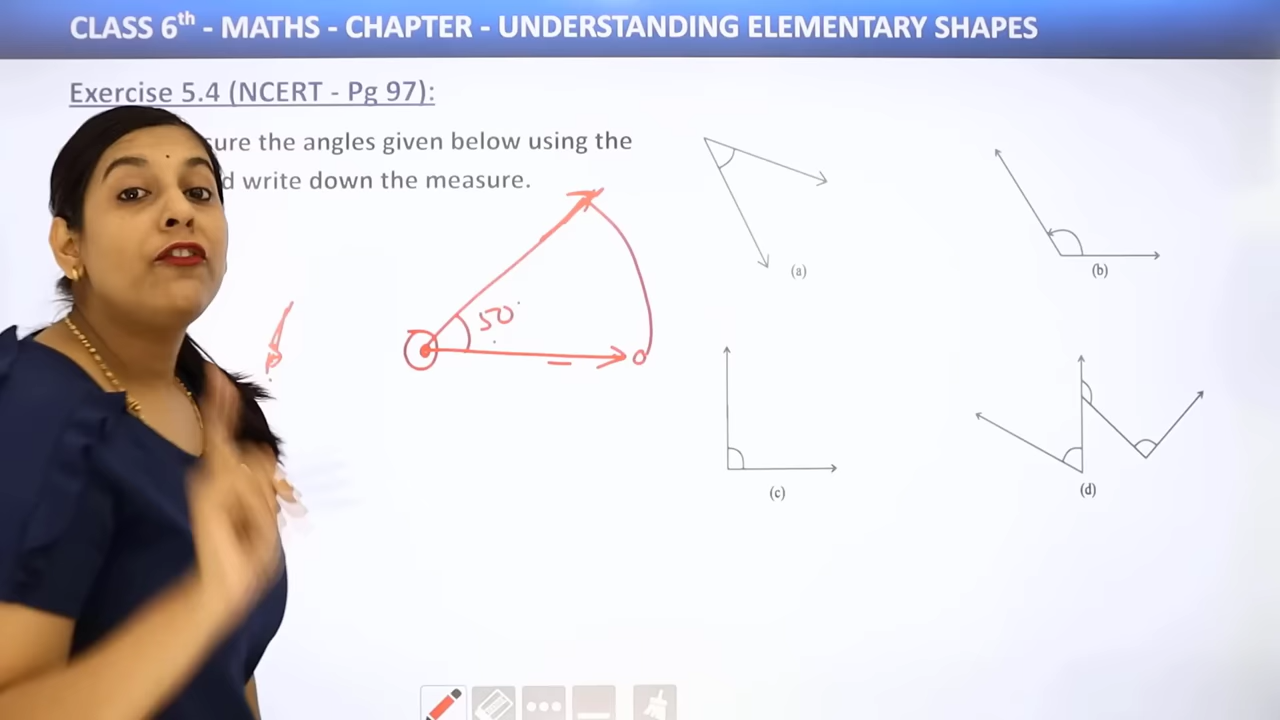 CLASS 6th - MATHS - CHAPTER - UNDERSTANDING ELEMENTARY SHAPES
Exercise 5.4 (NCERT - Pg 97):
sure the angles given below using the
d write down the measure.
50°
(a)
(b)
(c)
(d)